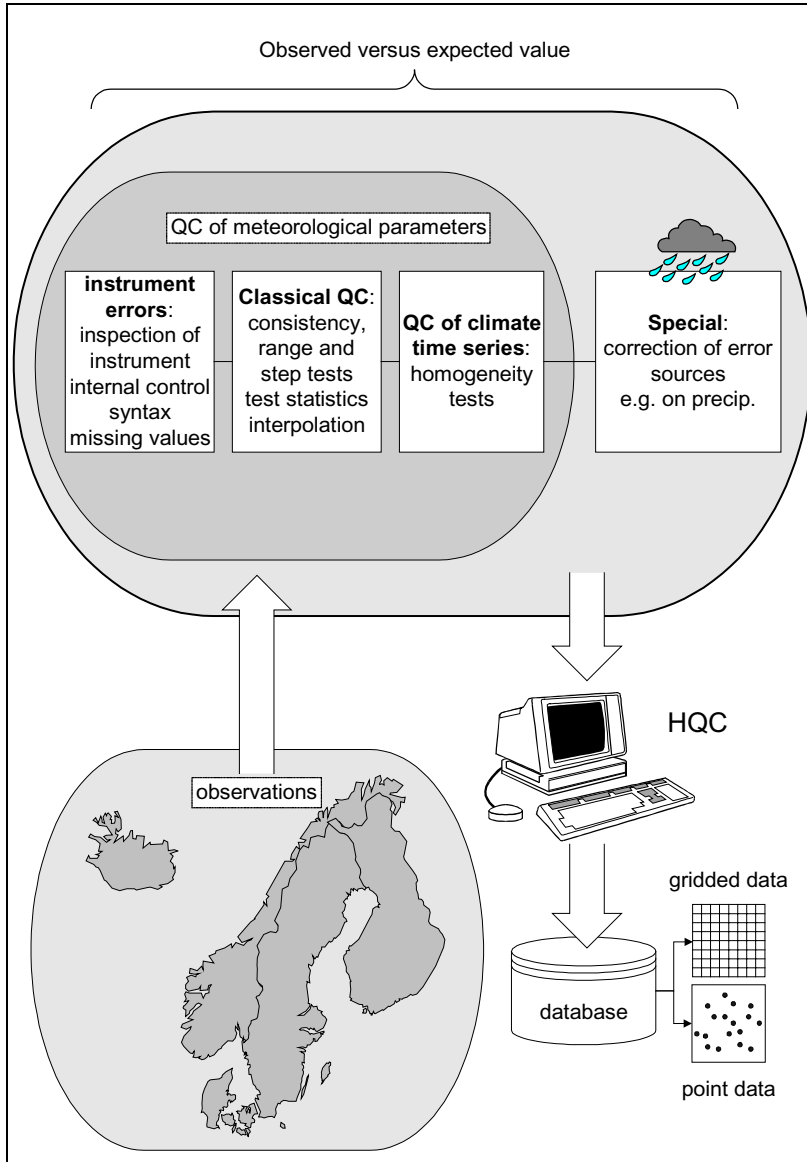 Observed versus expected value
QC of meteorological parameters
instrument
errors:
inspection of
instrument
internal control
syntax
missing values
Classical QC:
consistency,
range and
step tests
test statistics
interpolation
QC of climate
time series:
homogeneity
tests
Special:
correction of error
sources
e.g. on precip.
HQC
observations
gridded data
database
point data